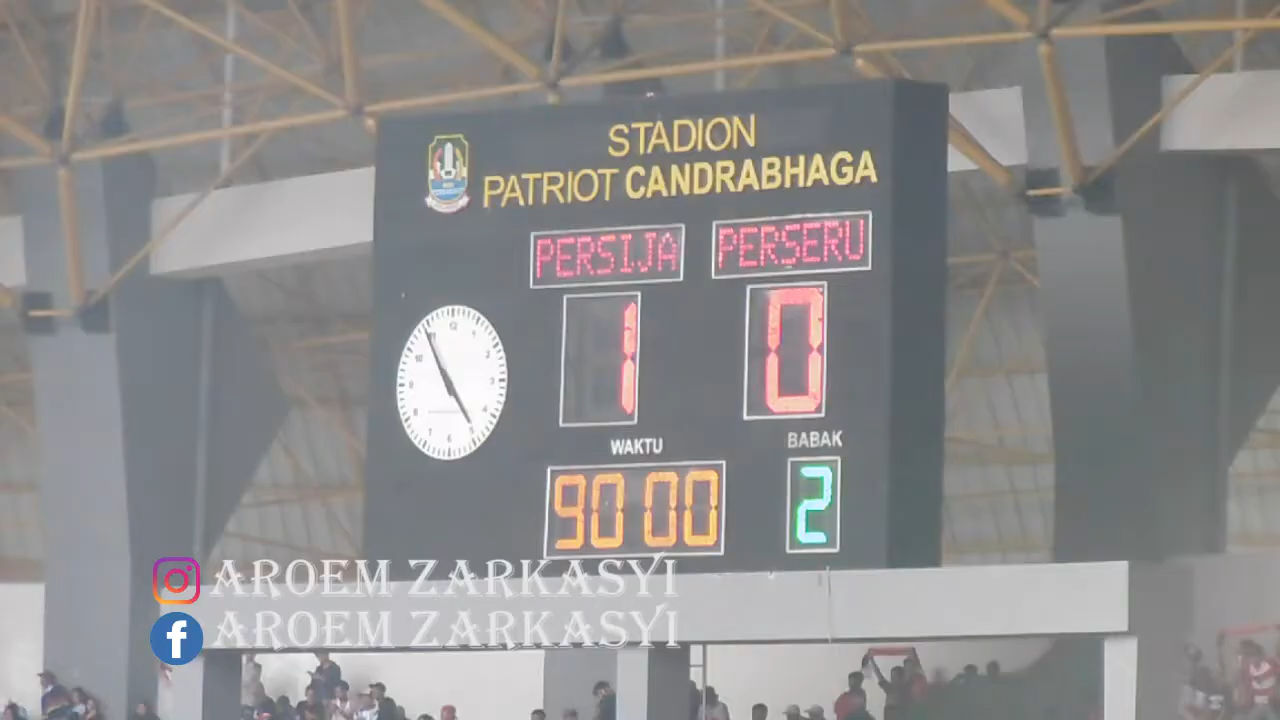 STADION
PATRIOT CANDRABHAGA
PERSIJA PERSERU
1 0
WAKTU BABAK
90 00 2
AROEM ZARKASYI
AROEM ZARKASYI